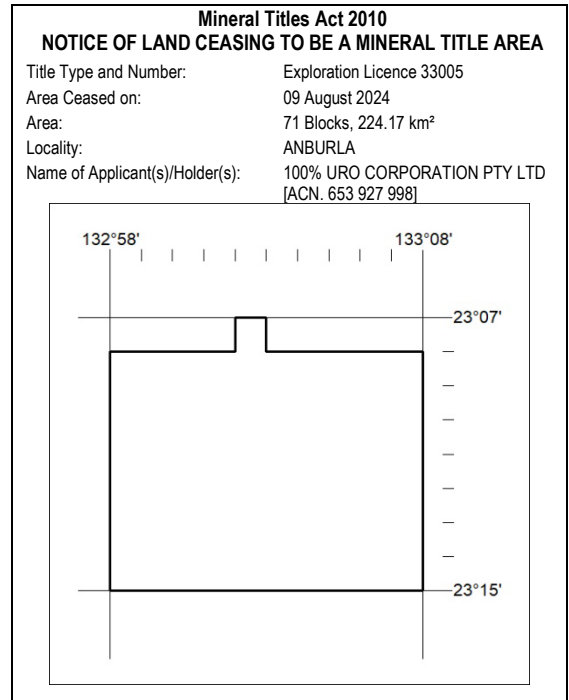 Mineral Titles Act 2010
NOTICE OF LAND CEASING TO BE A MINERAL TITLE AREA
Title Type and Number: Exploration Licence 33005
Area Ceased on: 09 August 2024
Area: 71 Blocks, 224.17 km²
Locality: ANBURLA
Name of Applicant(s)/Holder(s): 100% URO CORPORATION PTY LTD
[ACN. 653 927 998]
132°58' 133°08'
23°07'
23°15'